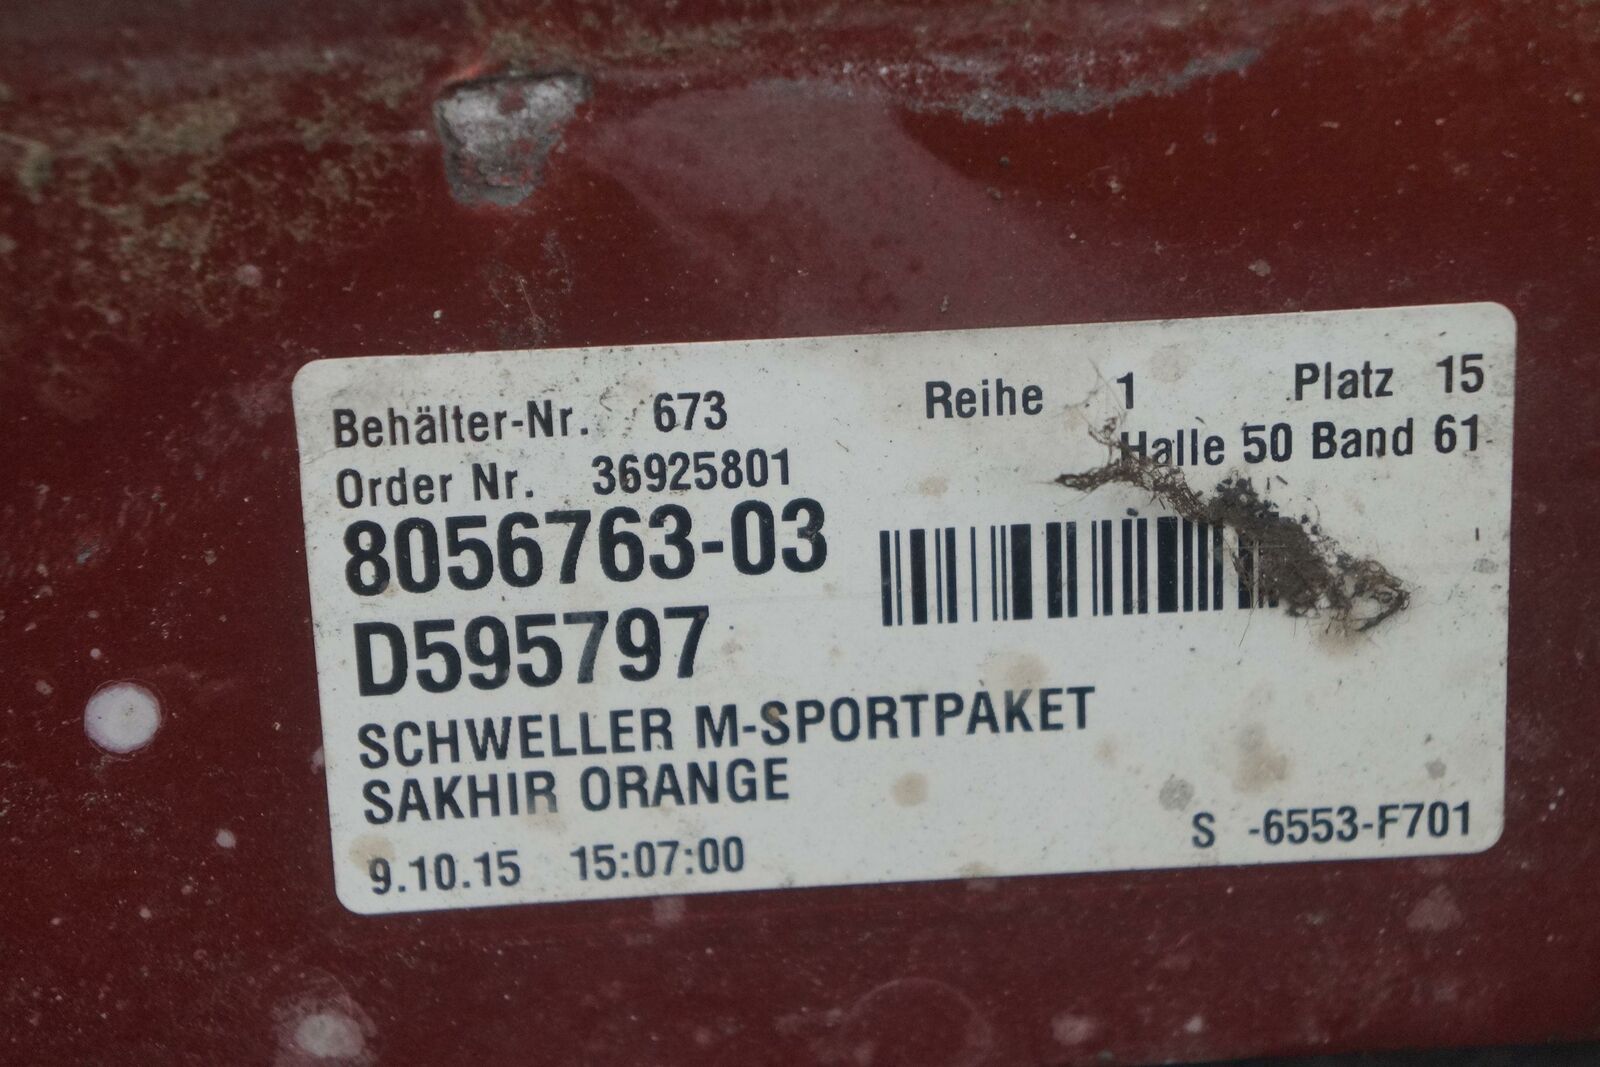 Behälter-Nr. 673 Reihe 1 Platz 15
Order Nr. 36925801 Halle 50 Band 61
8056763-03
D595797
SCHWELLER M-SPORTPAKET
SAKHIR ORANGE
9.10.15 15:07:00 S -6553-F701